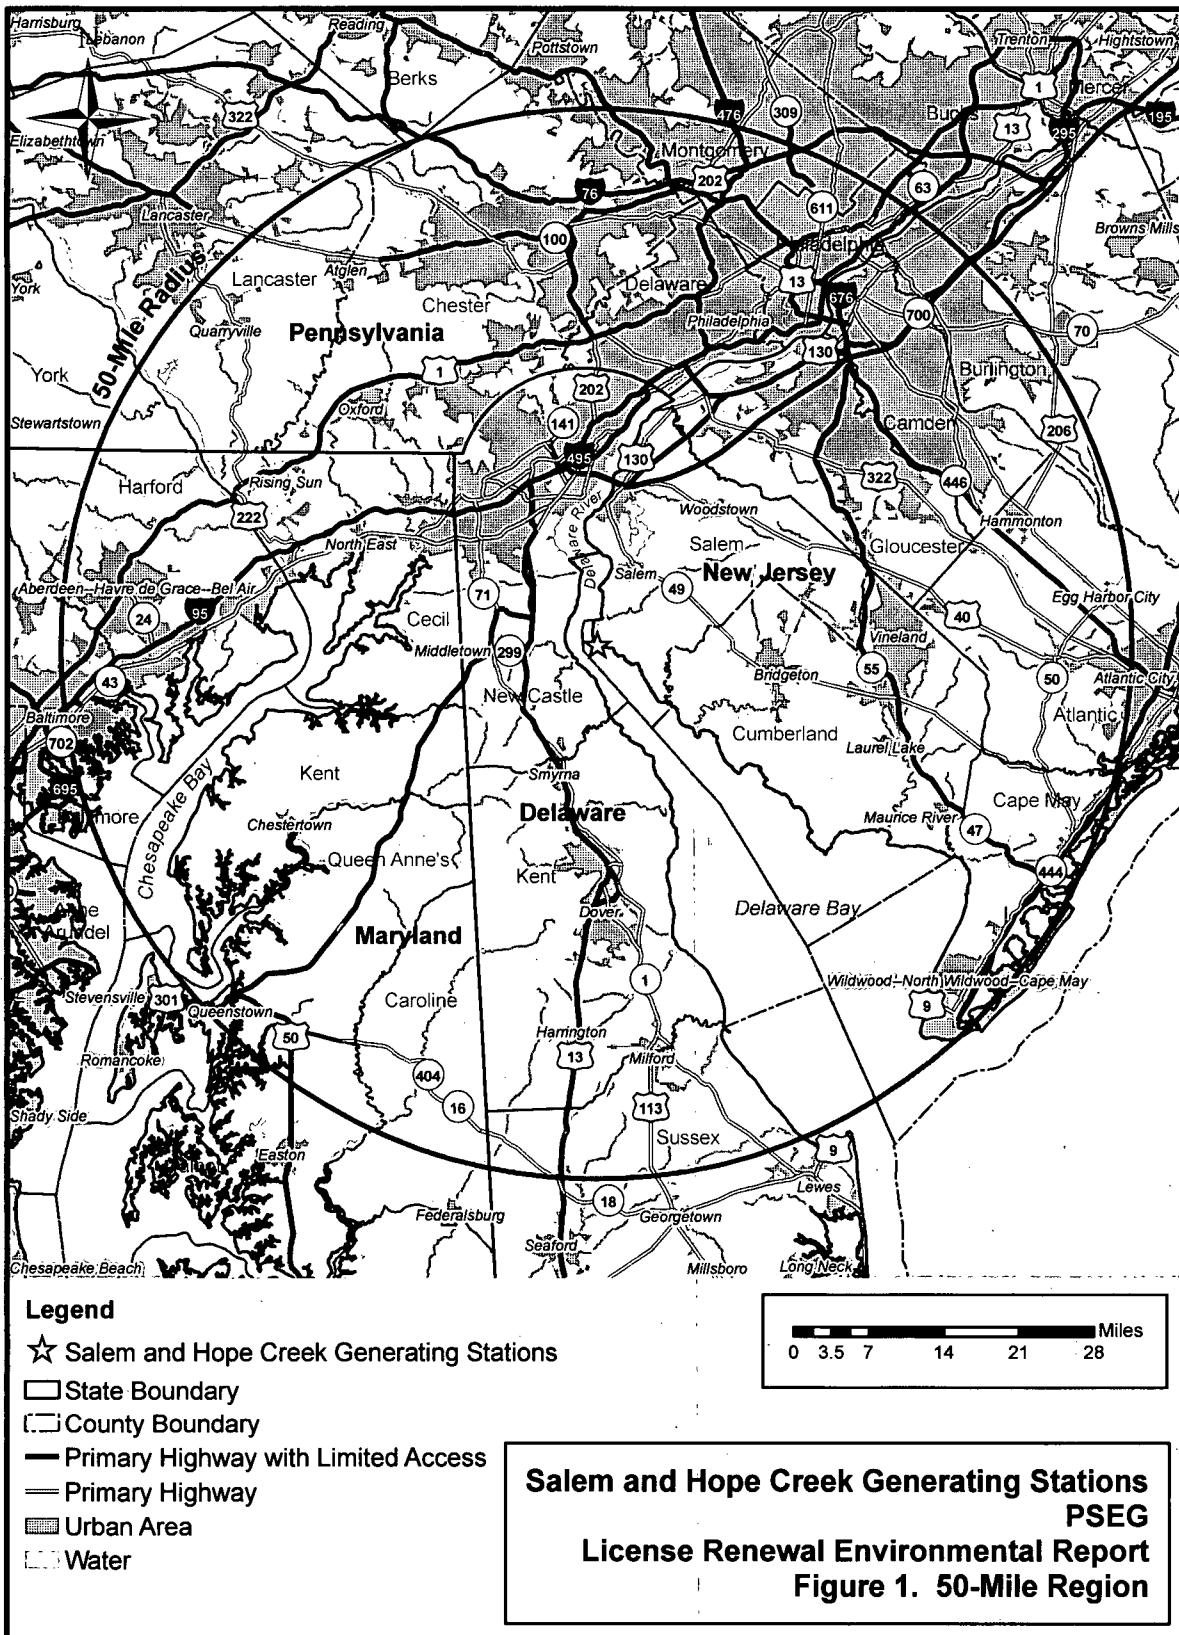 Harrisburg
Lebanon
Reading
Pottstown
Trenton
Hightstown
Berks
322
476
309
1
Mercer
Bucks
13
295
195
Elizabethtown
Montgomery
202
76
63
611
Lancaster
100
Philadelphia
Browns Mills
50-Mile Radius
Lancaster
Atglen
Delaware
13
York
Chester
676
Quarryville
Pennsylvania
Philadelphia
700
70
130
York
1
202
Burlington
Oxford
Stewartstown
141
Camden
206
495
130
Harford
Rising Sun
322
446
222
Delaware River
Woodstown
Hammonton
North East
Salem
Gloucester
Salem
New Jersey
Aberdeen--Havre de Grace--Bel Air
71
49
Egg Harbor City
24
95
Cecil
40
Middletown
299
Vineland
43
Bridgeton
55
50
Atlantic City
New Castle
Baltimore
702
Cumberland
Atlantic
Laurel Lake
Chesapeake Bay
Kent
Smyrna
695
Cape May
Delaware
Maurice River
47
Chestertown
Queen Anne's
Kent
444
Anne
Arundel
Dover
Delaware Bay
Maryland
1
Wildwood--North Wildwood--Cape May
Stevensville
301
Caroline
9
Queenstown
50
Harrington
13
Milford
Romancoke
404
16
113
Shady Side
Sussex
9
Easton
Lewes
18
Federalsburg
Georgetown
Seaford
Chesapeake Beach
Millsboro
Long Neck
Legend
Salem and Hope Creek Generating Stations
State Boundary
County Boundary
Primary Highway with Limited Access
Primary Highway
Urban Area
Water
Miles
0 3.5 7 14 21 28
Salem and Hope Creek Generating Stations
PSEG
License Renewal Environmental Report
Figure 1. 50-Mile Region